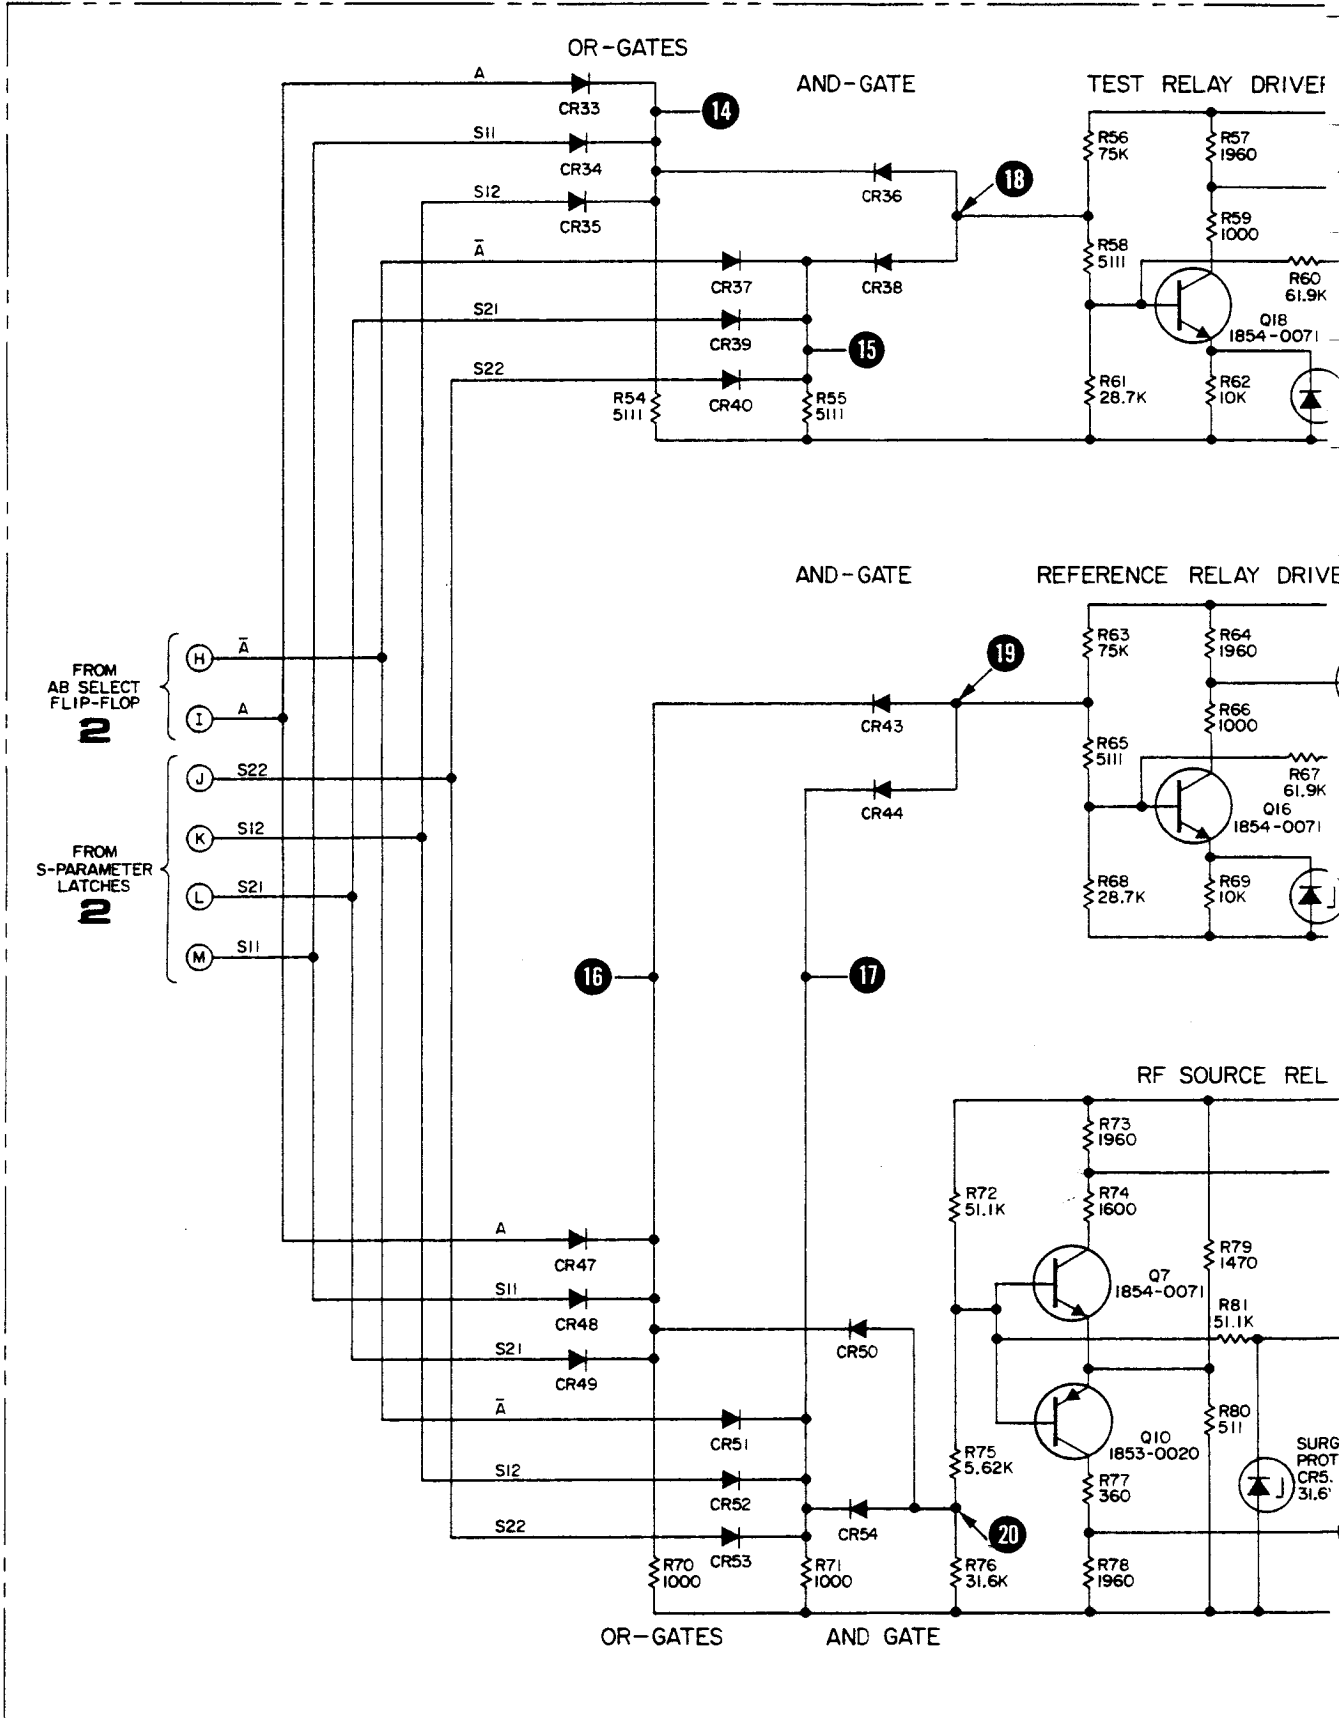 OR-GATES
A
CR33
14
AND-GATE
TEST RELAY DRIVER
S11
CR34
R56
75K
R57
1960
S12
CR35
CR36
18
R59
1000
Ā
CR37
CR38
R58
5111
R60
61.9K
S21
CR39
15
Q18
1854-0071
S22
CR40
R54
5111
R55
5111
R61
28.7K
R62
10K
AND-GATE
REFERENCE RELAY DRIVE
FROM
AB SELECT
FLIP-FLOP
2
H
Ā
I
A
FROM
S-PARAMETER
LATCHES
2
J
S22
K
S12
L
S21
M
S11
19
R63
75K
R64
1960
CR43
R66
1000
R65
5111
CR44
R67
61.9K
Q16
1854-0071
R68
28.7K
R69
10K
16
17
RF SOURCE REL
R73
1960
R72
51.1K
R74
1600
A
CR47
R79
1470
Q7
1854-0071
S11
CR48
R81
51.1K
S21
CR49
CR50
Ā
CR51
R80
511
Q10
1853-0020
S12
CR52
R75
5.62K
R77
360
SURG
PROT
CR5.
31.6
S22
CR53
CR54
20
R70
1000
R71
1000
R76
31.6K
R78
1960
OR-GATES
AND GATE